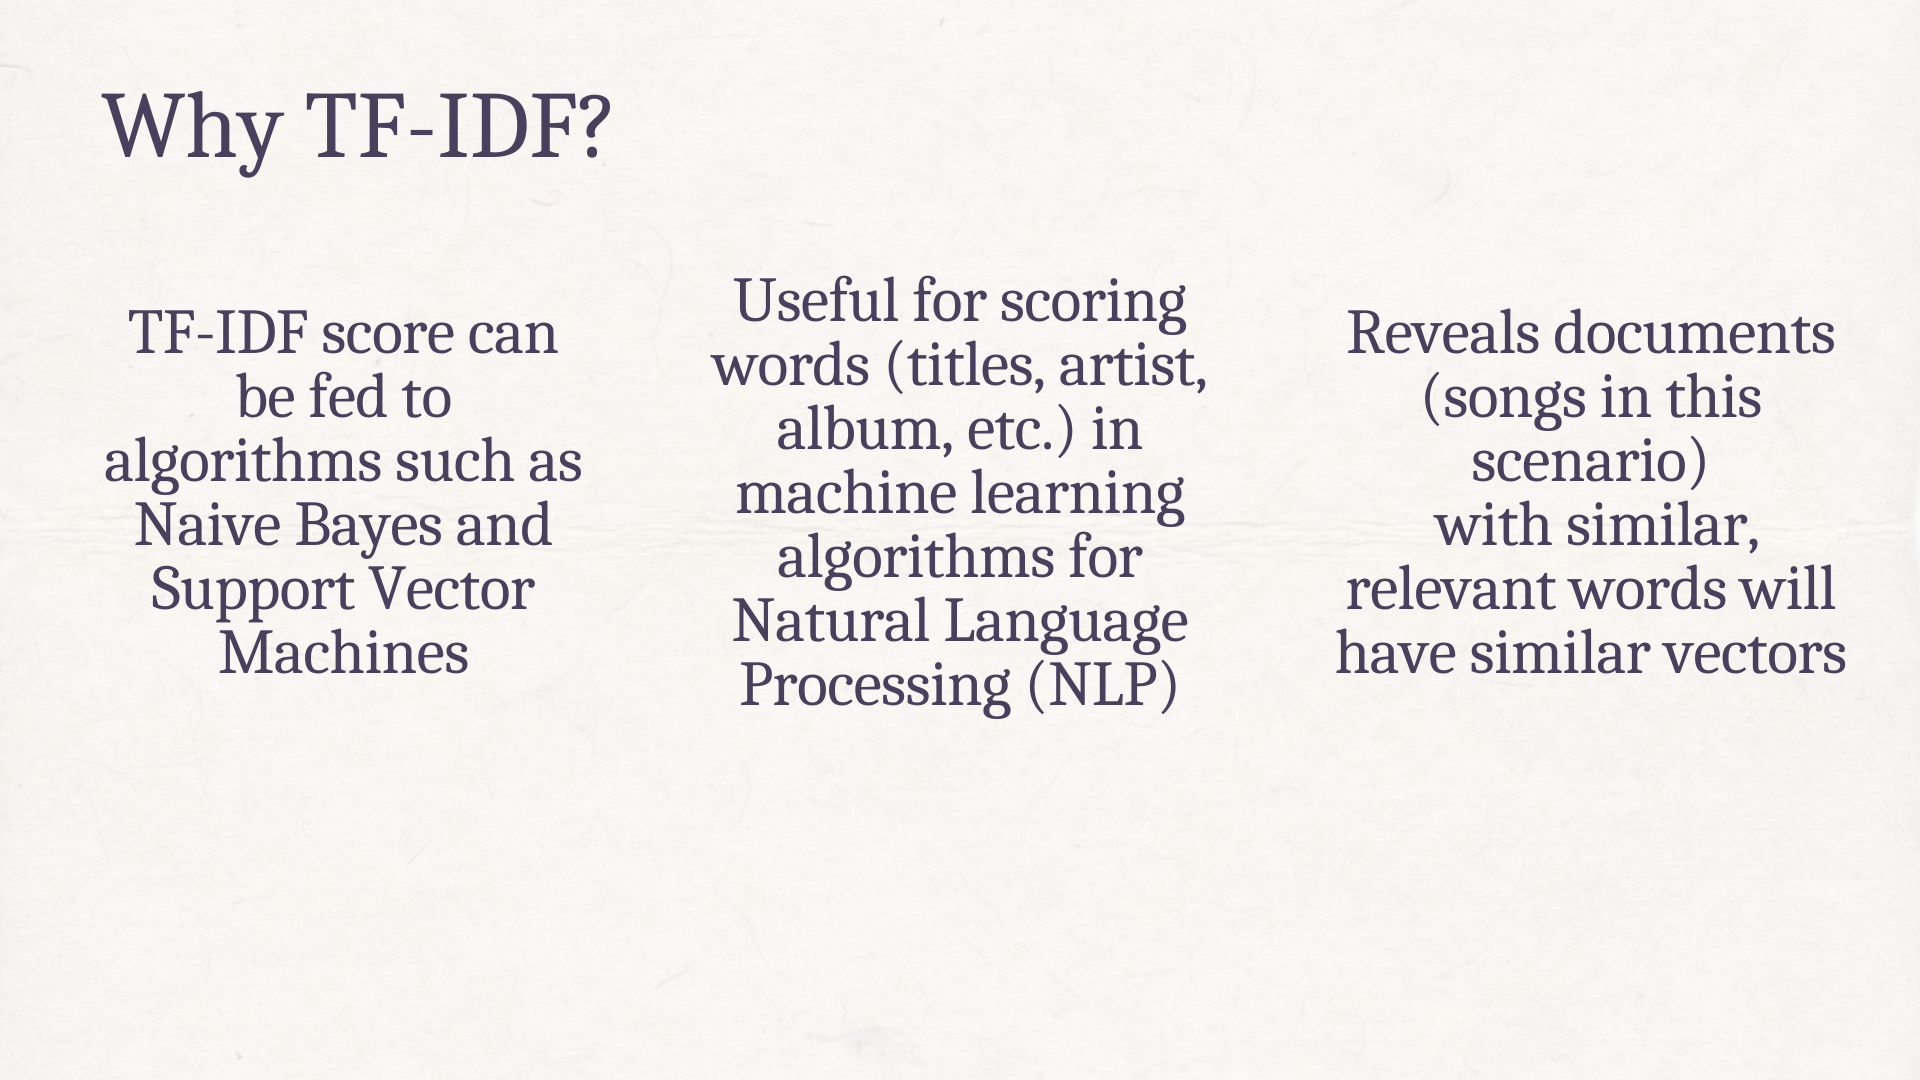 Why TF-IDF?
TF-IDF score can
be fed to
algorithms such as
Naive Bayes and
Support Vector
Machines
Useful for scoring
words (titles, artist,
album, etc.) in
machine learning
algorithms for
Natural Language
Processing (NLP)
Reveals documents
(songs in this
scenario)
with similar,
relevant words will
have similar vectors